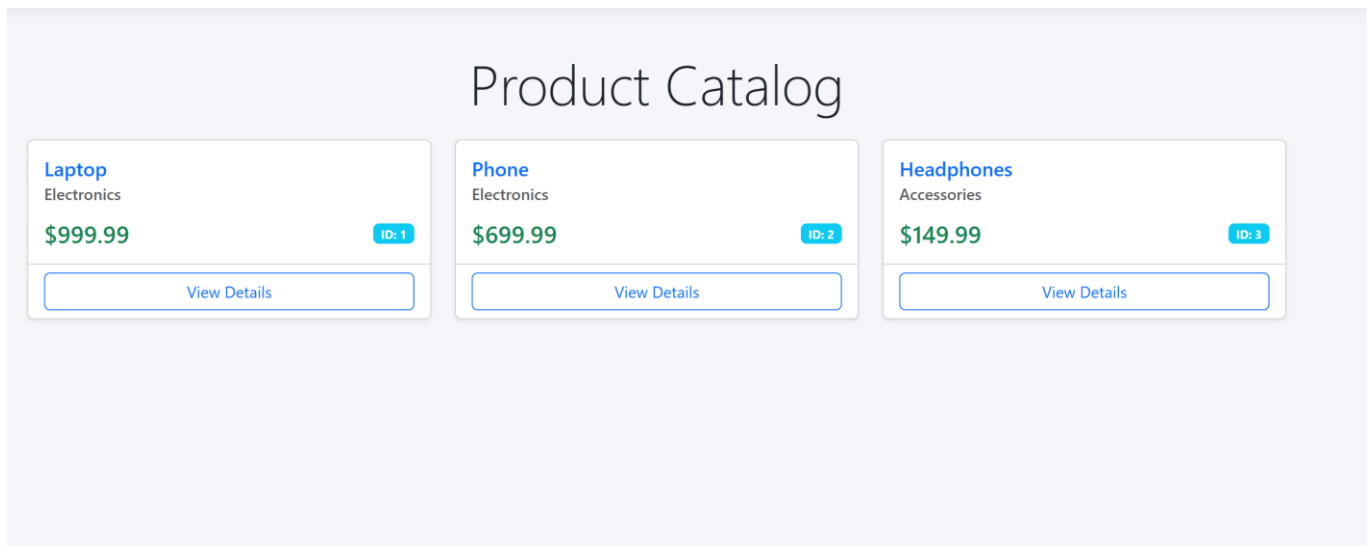 Product Catalog
Laptop
Electronics
$999.99
ID: 1
View Details
Phone
Electronics
$699.99
ID: 2
View Details
Headphones
Accessories
$149.99
ID: 3
View Details